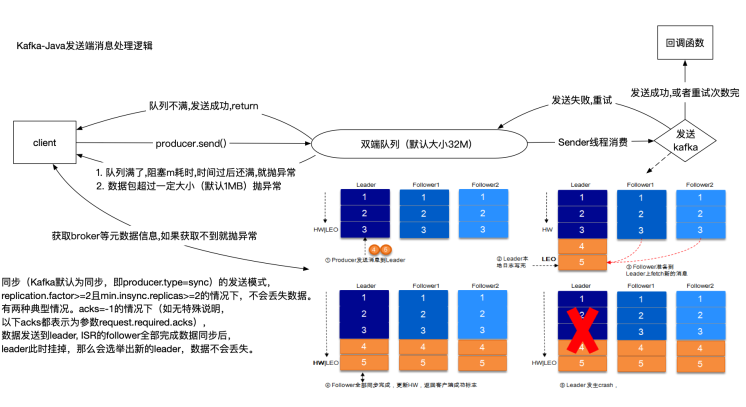 Kafka-Java发送端消息处理逻辑
回调函数
队列不满,发送成功,return
发送失败,重试
发送成功,或者重试次数完
client
producer.send()
双端队列（默认大小32M）
Sender线程消费
发送
kafka
1. 队列满了,阻塞m耗时,时间过后还满,就抛异常
2. 数据包超过一定大小（默认1MB）抛异常
获取broker等元数据信息,如果获取不到就抛异常
Leader Follower1 Follower2
1 1 1
2 2 2
3 3 3
HW|LEO
4 5
① Producer发送消息到Leader
Leader Follower1 Follower2
1 1 1
2 2 2
3 3 3
HW
4
5
LEO
② Leader本
地日志写完
③ Follower准备到
Leader上fetch新的消息
同步（Kafka默认为同步，即producer.type=sync）的发送模式，
replication.factor>=2且min.insync.replicas>=2的情况下，不会丢失数据。
有两种典型情况。acks=-1的情况下（如无特殊说明，
以下acks都表示为参数request.required.acks），
数据发送到leader, ISR的follower全部完成数据同步后，
leader此时挂掉，那么会选举出新的leader，数据不会丢失。
Leader Follower1 Follower2
1 1 1
2 2 2
3 3 3
4 4 4
5 5 5
HW|LEO
④ Follower全部同步完成，更新HW，返回客户端成功标志
Leader Follower1 Follower2
1 1 1
2 2 2
3 3 3
4 4 4
5 5 5
HW|LEO
⑤ Leader 发生crash，